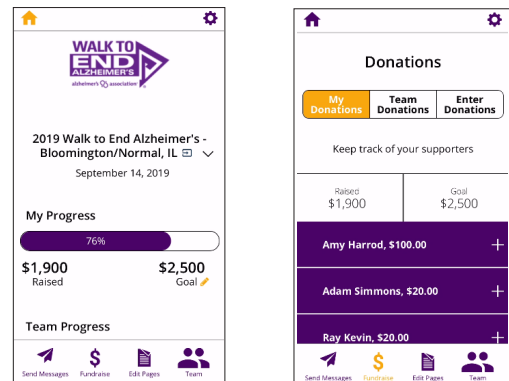 WALK TO
END
ALZHEIMER'S
alzheimer's association
2019 Walk to End Alzheimer's -
Bloomington/Normal, IL
September 14, 2019
My Progress
76%
$1,900 $2,500
Raised Goal
Team Progress
Send Messages Fundraise Edit Pages Team
Donations
My Donations
Team Donations
Enter Donations
Keep track of your supporters
Raised Goal
$1,900 $2,500
Amy Harrod, $100.00 +
Adam Simmons, $20.00 +
Ray Kevin, $20.00 +
Send Messages Fundraise Edit Pages Team